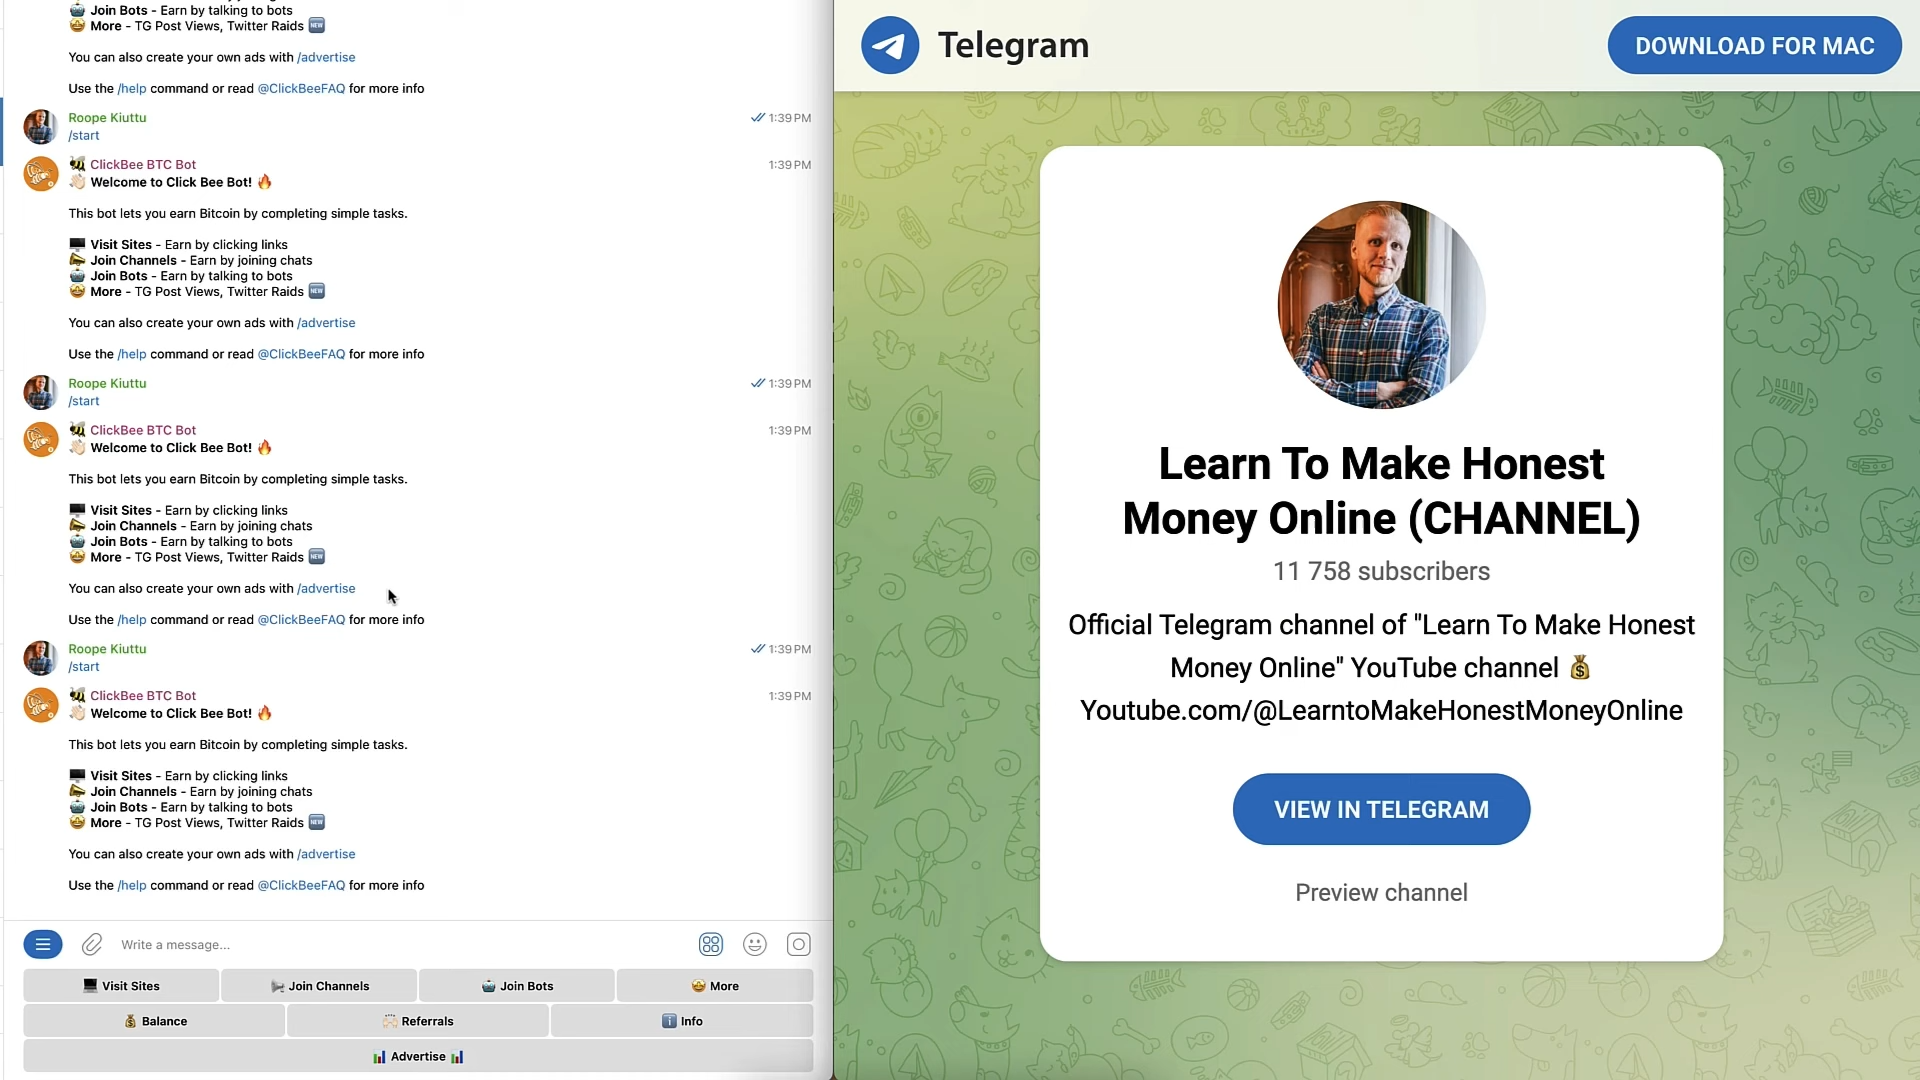 Join Bots - Earn by talking to bots
More - TG Post Views, Twitter Raids NEW
You can also create your own ads with /advertise
Use the /help command or read @ClickBeeFAQ for more info
Roope Kiuttu
1:39 PM
/start
ClickBee BTC Bot
1:39 PM
Welcome to Click Bee Bot!
This bot lets you earn Bitcoin by completing simple tasks.
Visit Sites - Earn by clicking links
Join Channels - Earn by joining chats
Join Bots - Earn by talking to bots
More - TG Post Views, Twitter Raids NEW
You can also create your own ads with /advertise
Use the /help command or read @ClickBeeFAQ for more info
Roope Kiuttu
1:39 PM
/start
ClickBee BTC Bot
1:39 PM
Welcome to Click Bee Bot!
This bot lets you earn Bitcoin by completing simple tasks.
Visit Sites - Earn by clicking links
Join Channels - Earn by joining chats
Join Bots - Earn by talking to bots
More - TG Post Views, Twitter Raids NEW
You can also create your own ads with /advertise
Use the /help command or read @ClickBeeFAQ for more info
Roope Kiuttu
1:39 PM
/start
ClickBee BTC Bot
1:39 PM
Welcome to Click Bee Bot!
This bot lets you earn Bitcoin by completing simple tasks.
Visit Sites - Earn by clicking links
Join Channels - Earn by joining chats
Join Bots - Earn by talking to bots
More - TG Post Views, Twitter Raids NEW
You can also create your own ads with /advertise
Use the /help command or read @ClickBeeFAQ for more info
Write a message...
Visit Sites
Join Channels
Join Bots
More
Balance
Referrals
Info
Advertise
Telegram
DOWNLOAD FOR MAC
Learn To Make Honest
Money Online (CHANNEL)
11 758 subscribers
Official Telegram channel of "Learn To Make Honest
Money Online" YouTube channel
Youtube.com/@LearntoMakeHonestMoneyOnline
VIEW IN TELEGRAM
Preview channel